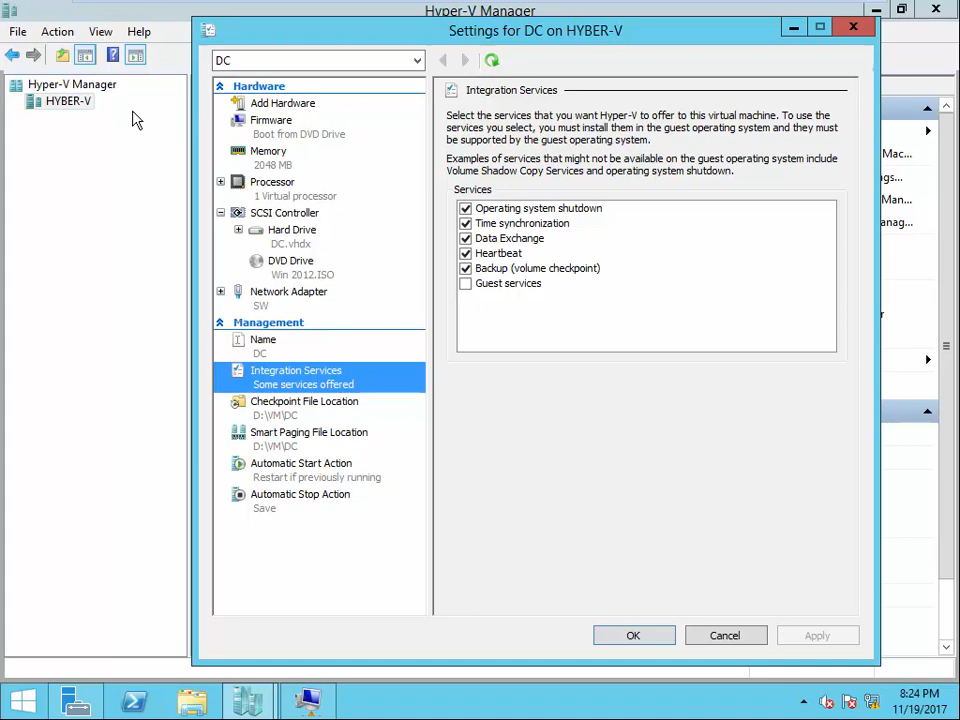 Hyper-V Manager
File Action View Help
Hyper-V Manager
HYBER-V
Settings for DC on HYBER-V
DC
Hardware
Add Hardware
Firmware
Boot from DVD Drive
Memory
2048 MB
Processor
1 Virtual processor
SCSI Controller
Hard Drive
DC.vhdx
DVD Drive
Win 2012.ISO
Network Adapter
SW
Management
Name
DC
Integration Services
Some services offered
Checkpoint File Location
D:\VM\DC
Smart Paging File Location
D:\VM\DC
Automatic Start Action
Restart if previously running
Automatic Stop Action
Save
Integration Services
Select the services that you want Hyper-V to offer to this virtual machine. To use the
services you select, you must install them in the guest operating system and they must
be supported by the guest operating system.
Examples of services that might not be available on the guest operating system include
Volume Shadow Copy Services and operating system shutdown.
Services
Operating system shutdown
Time synchronization
Data Exchange
Heartbeat
Backup (volume checkpoint)
Guest services
OK Cancel Apply
Mac...
gs...
Man...
anag...
8:24 PM
11/19/2017